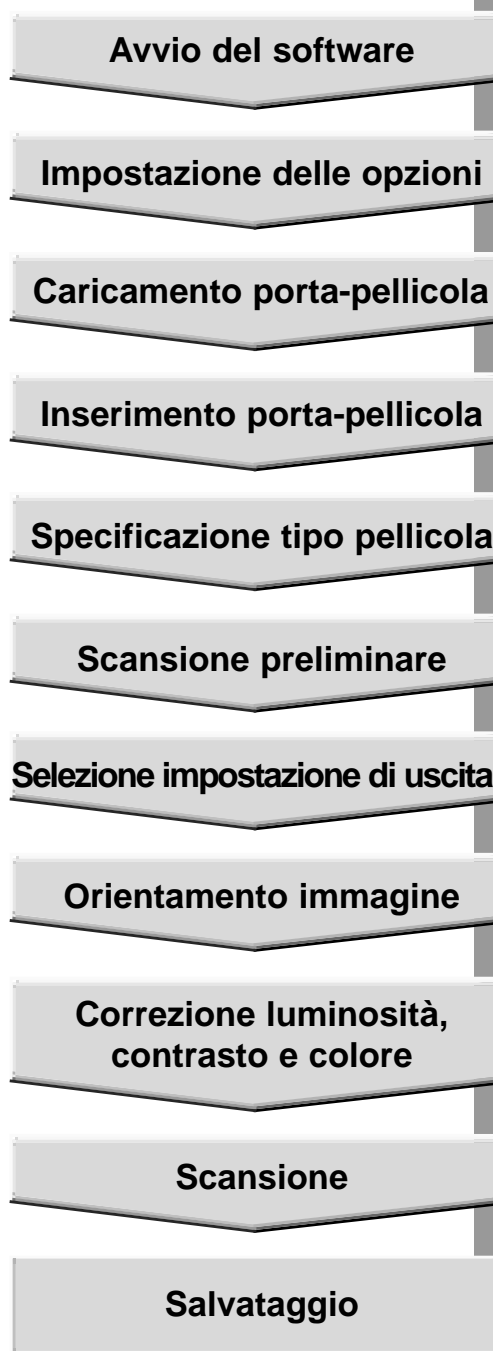 Avvio del software
Impostazione delle opzioni
Caricamento porta-pellicola
Inserimento porta-pellicola
Specificazione tipo pellicola
Scansione preliminare
Selezione impostazione di uscita
Orientamento immagine
Correzione luminosità,
contrasto e colore
Scansione
Salvataggio